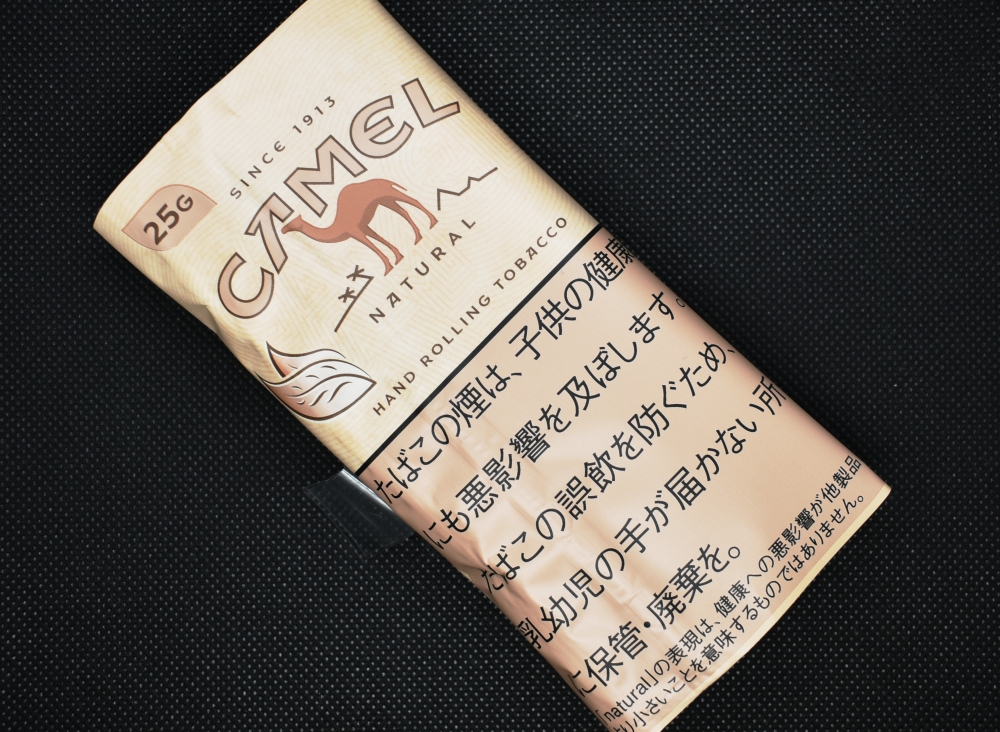 25G
SINCE 1913
CAMEL
NATURAL
HAND ROLLING TOBACCO
たばこの煙は、子供の健康
にも悪影響を及ぼします。
たばこの誤飲を防ぐため、
乳幼児の手が届かない所
に保管・廃棄を。
「natural」の表現は、健康への悪影響が他製品
より小さいことを意味するものではありません。